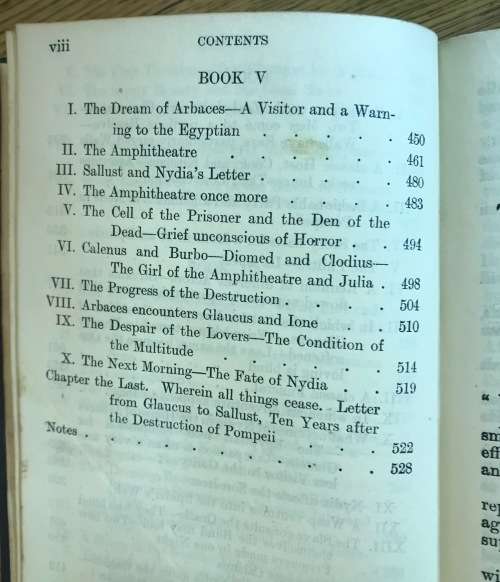 viii CONTENTS
BOOK V
I. The Dream of Arbaces—A Visitor and a Warn-
ing to the Egyptian . . . . . 450
II. The Amphitheatre . . . . . 461
III. Sallust and Nydia's Letter . . . . . 480
IV. The Amphitheatre once more . . . . 483
V. The Cell of the Prisoner and the Den of the
Dead—Grief unconscious of Horror . . 494
VI. Calenus and Burbo—Diomed and Clodius—
The Girl of the Amphitheatre and Julia . 498
VII. The Progress of the Destruction . . . . 504
VIII. Arbaces encounters Glaucus and Ione . . 510
IX. The Despair of the Lovers—The Condition of
the Multitude . . . . . . 514
X. The Next Morning—The Fate of Nydia . . 519
Chapter the Last. Wherein all things cease. Letter
from Glaucus to Sallust, Ten Years after
the Destruction of Pompeii . . . 522
Notes . . . . . . . . . . 528